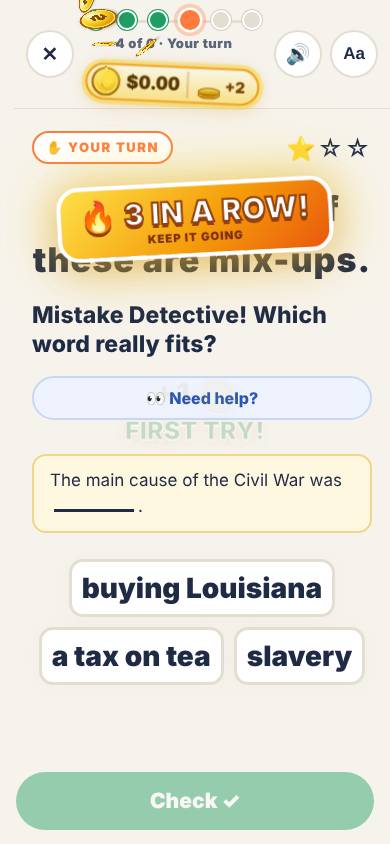 4 of · Your turn
✕
🔊
Aa
$0.00
+2
✋ YOUR TURN
🔥 3 IN A ROW!
KEEP IT GOING
these are mix-ups.
Mistake Detective! Which
word really fits?
👀 Need help?
FIRST TRY!
The main cause of the Civil War was
________.
buying Louisiana
a tax on tea
slavery
Check ✓